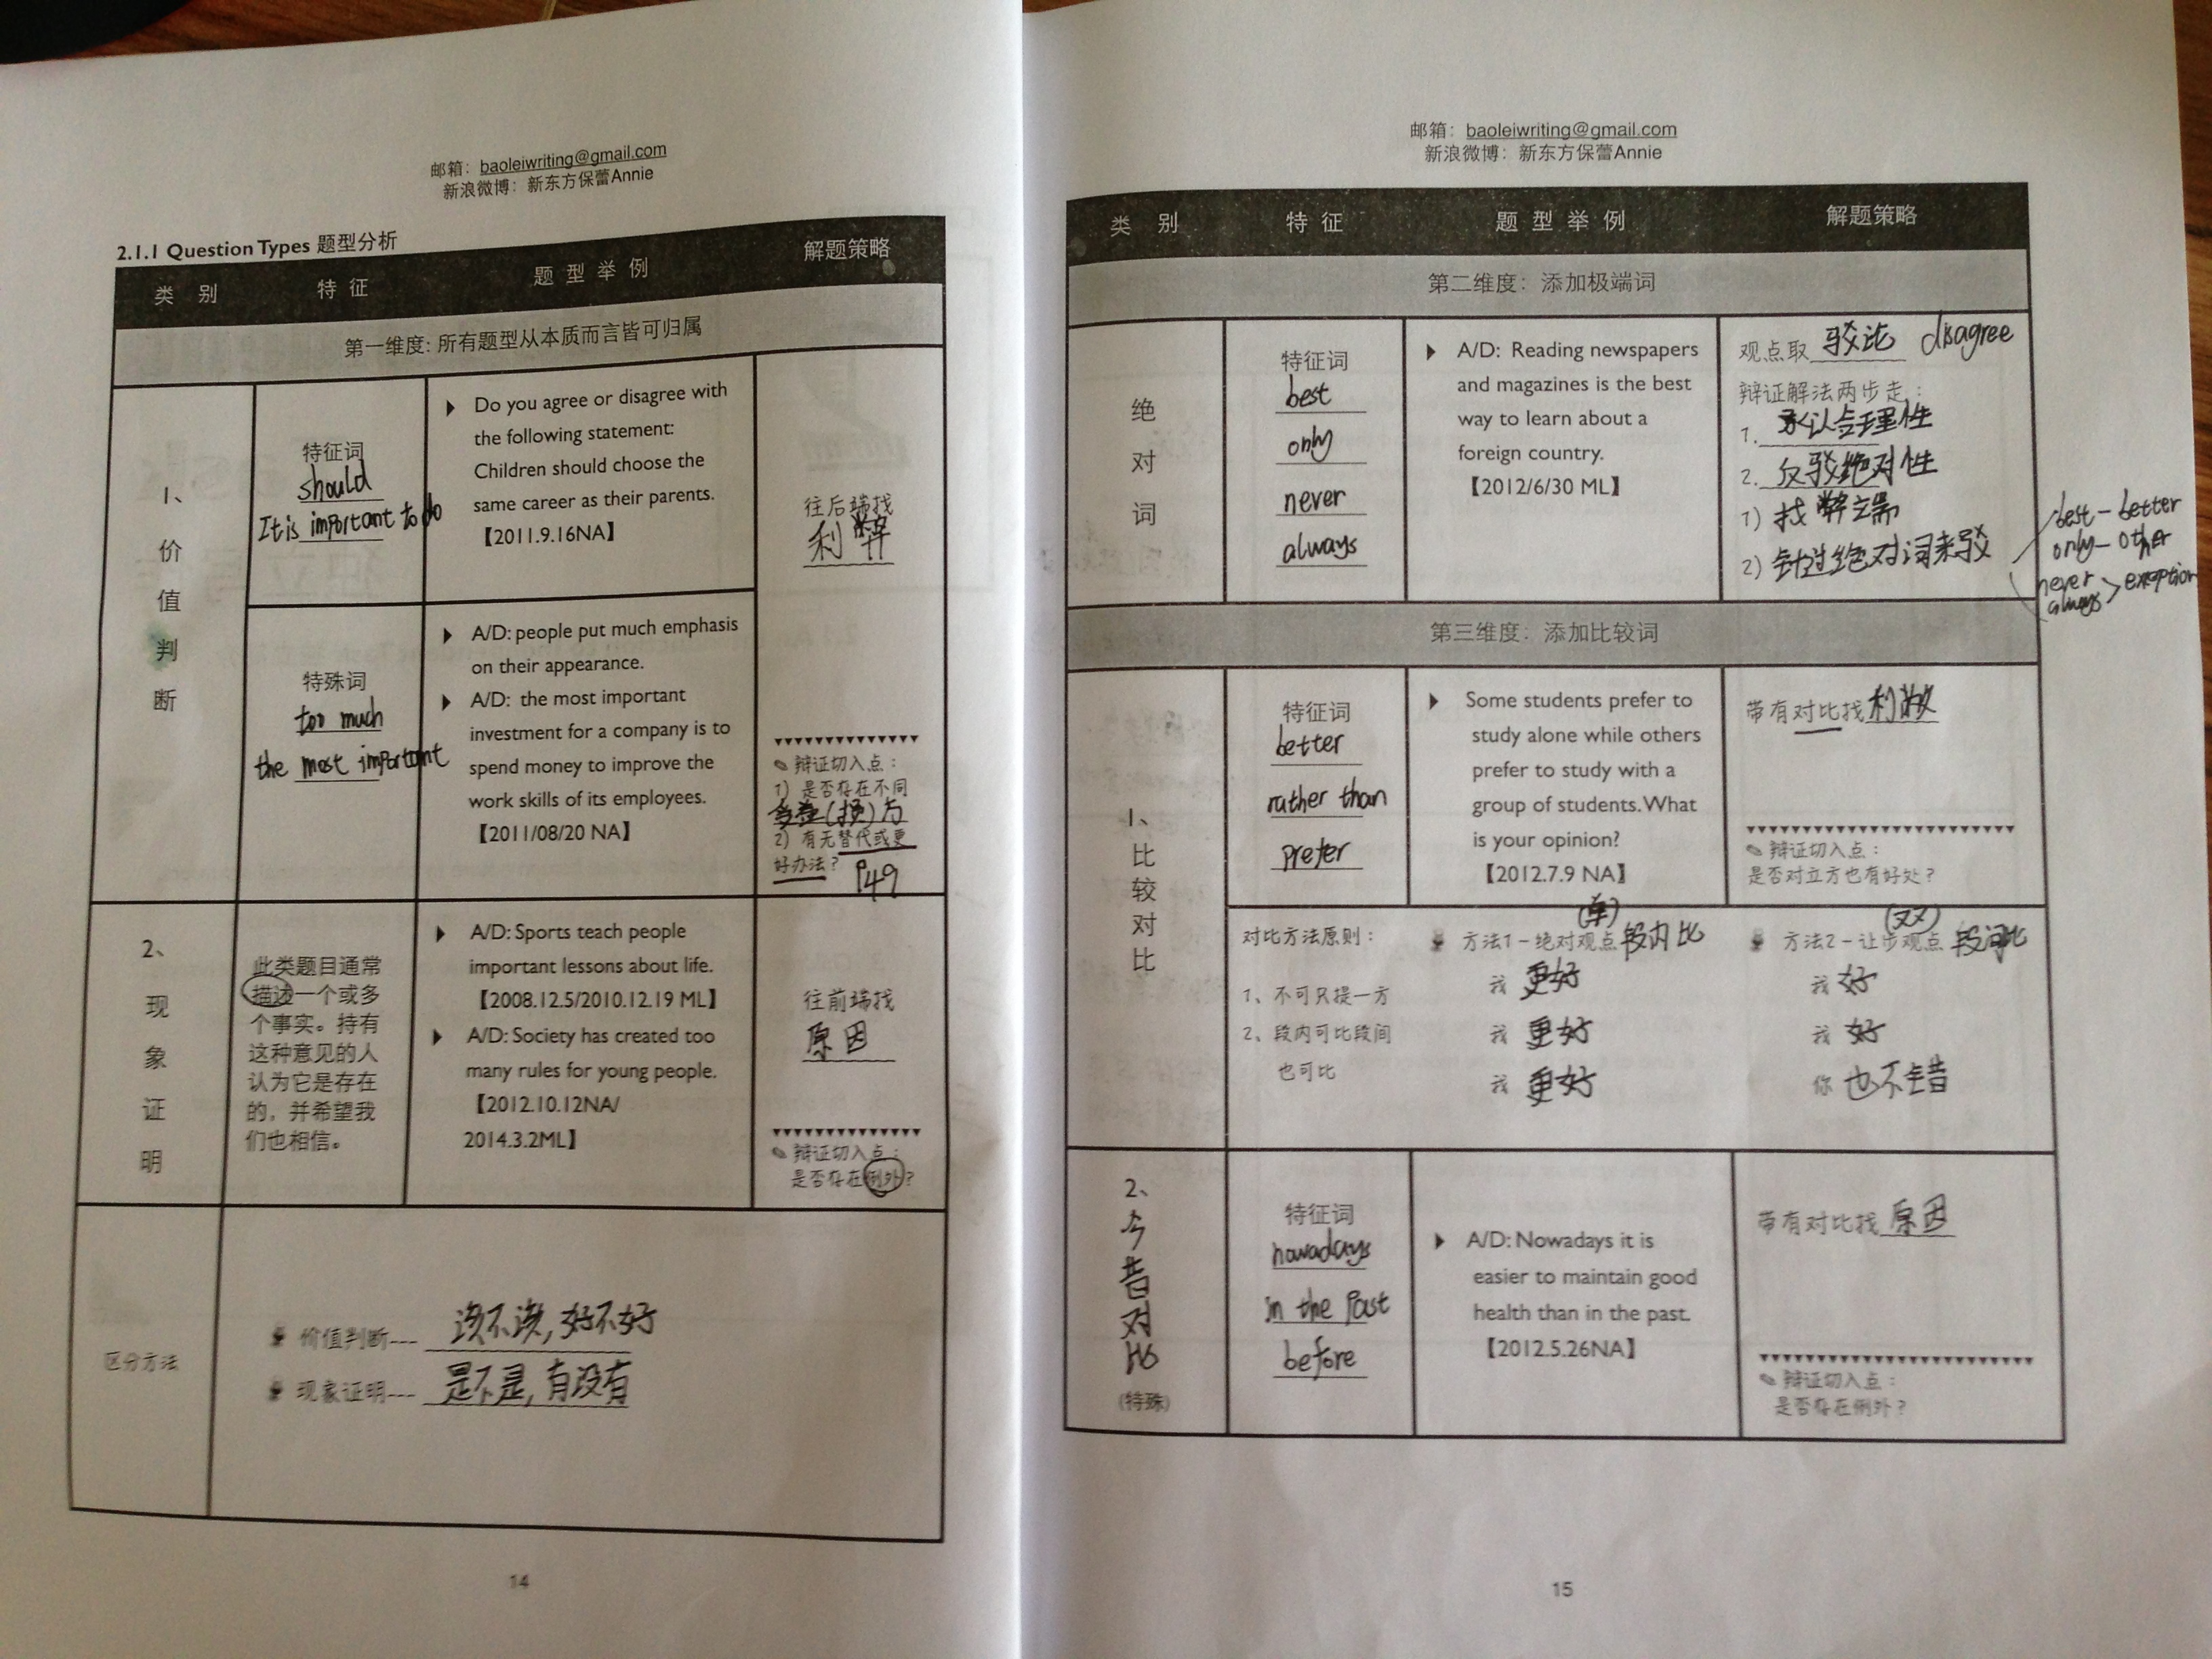 邮箱：baoleiwriting@gmail.com
新浪微博：新东方保蕾Annie
2.1.1 Question Types 题型分析
类 别
特 征
题 型 举 例
解题策略
第一维度：所有题型从本质而言皆可归属
1、
价
值
判
断
特征词
should
It is important to do
Do you agree or disagree with
the following statement:
Children should choose the
same career as their parents.
【2011.9.16NA】
往后端找
利弊
特殊词
too much
the most important
A/D: people put much emphasis
on their appearance.
A/D: the most important
investment for a company is to
spend money to improve the
work skills of its employees.
【2011/08/20 NA】
辩证切入点：
1）是否存在不同
2）有无替代或更
好办法？ P49
2、
现
象
证
明
此类题目通常
描述一个或多
个事实。持有
这种意见的人
认为它是存在
的，并希望我
们也相信。
A/D: Sports teach people
important lessons about life.
【2008.12.5/2010.12.19 ML】
A/D: Society has created too
many rules for young people.
【2012.10.12NA/
2014.3.2ML】
往前端找
原因
辩证切入点：
是否存在例外？
区分方法
价值判断--- 该不该，好不好
现象证明--- 是不是，有没有
14
邮箱：baoleiwriting@gmail.com
新浪微博：新东方保蕾Annie
类 别
特 征
题 型 举 例
解题策略
第二维度：添加极端词
绝
对
词
特征词
best
only
never
always
A/D: Reading newspapers
and magazines is the best
way to learn about a
foreign country.
【2012/6/30 ML】
观点取 驳论 disagree
辩证解法两步走：
1. 承认合理性
2. 反驳绝对性
1）找弊端
2）针对绝对词来驳
best - better
only - other
never
always > exception
第三维度：添加比较词
1、
比
较
对
比
特征词
better
rather than
prefer
Some students prefer to
study alone while others
prefer to study with a
group of students. What
is your opinion?
【2012.7.9 NA】
带有对比找利弊
辩证切入点：
是否对立方也有好处？
对比方法原则：
1、不可只提一方
2、段内可比段间
也可比
方法1－绝对观点（单）段内比
我 更好
我 更好
我 更好
方法2－让步观点（双）段间比
我 好
我 好
你 也不错
2、
今
昔
对
比
（特殊）
特征词
nowadays
in the past
before
A/D: Nowadays it is
easier to maintain good
health than in the past.
【2012.5.26NA】
带有对比找 原因
辩证切入点：
是否存在例外？
15